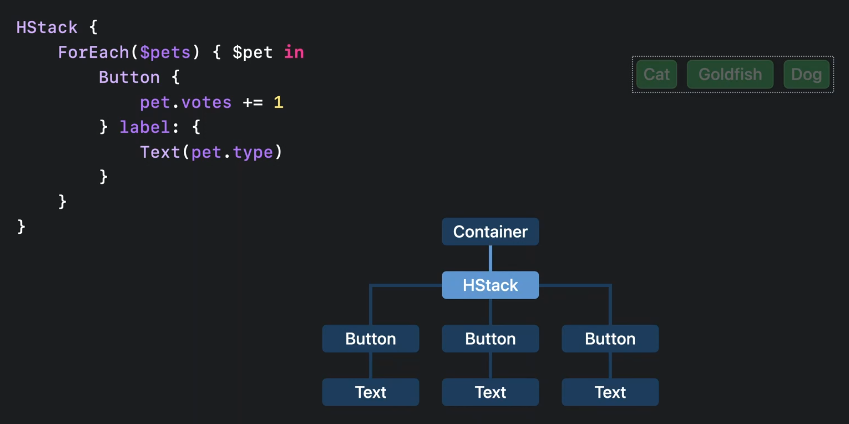 HStack {
    ForEach($pets) { $pet in
        Button {
            pet.votes += 1
        } label: {
            Text(pet.type)
        }
    }
}
Cat Goldfish Dog
Container
HStack
Button Button Button
Text Text Text